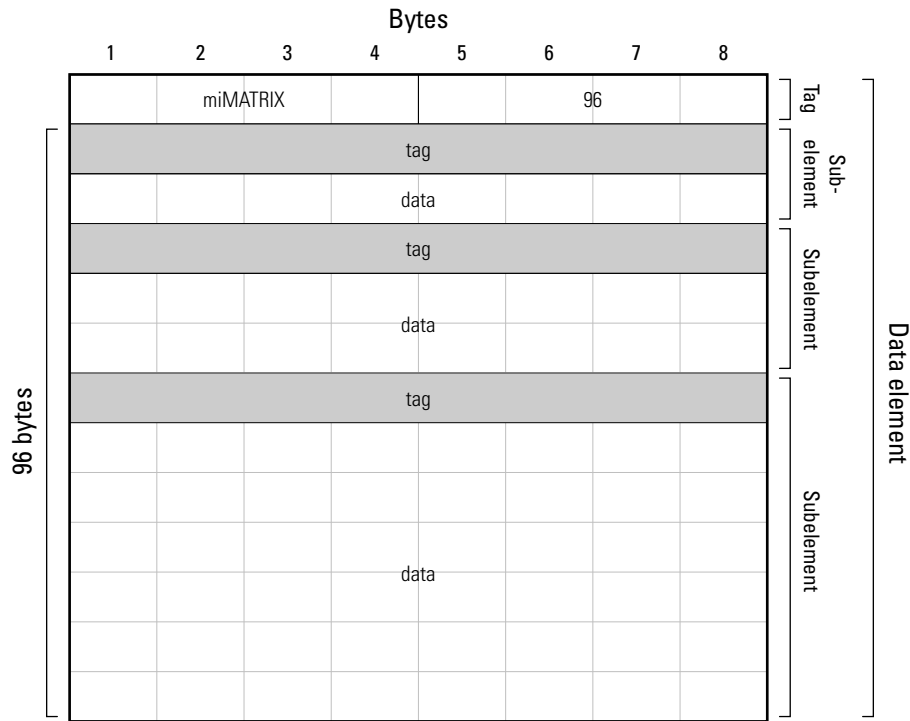 Bytes
1 2 3 4 5 6 7 8
miMATRIX 96
Tag
tag
Sub-
element
data
tag
Subelement
data
tag
96 bytes
Data element
Subelement
data